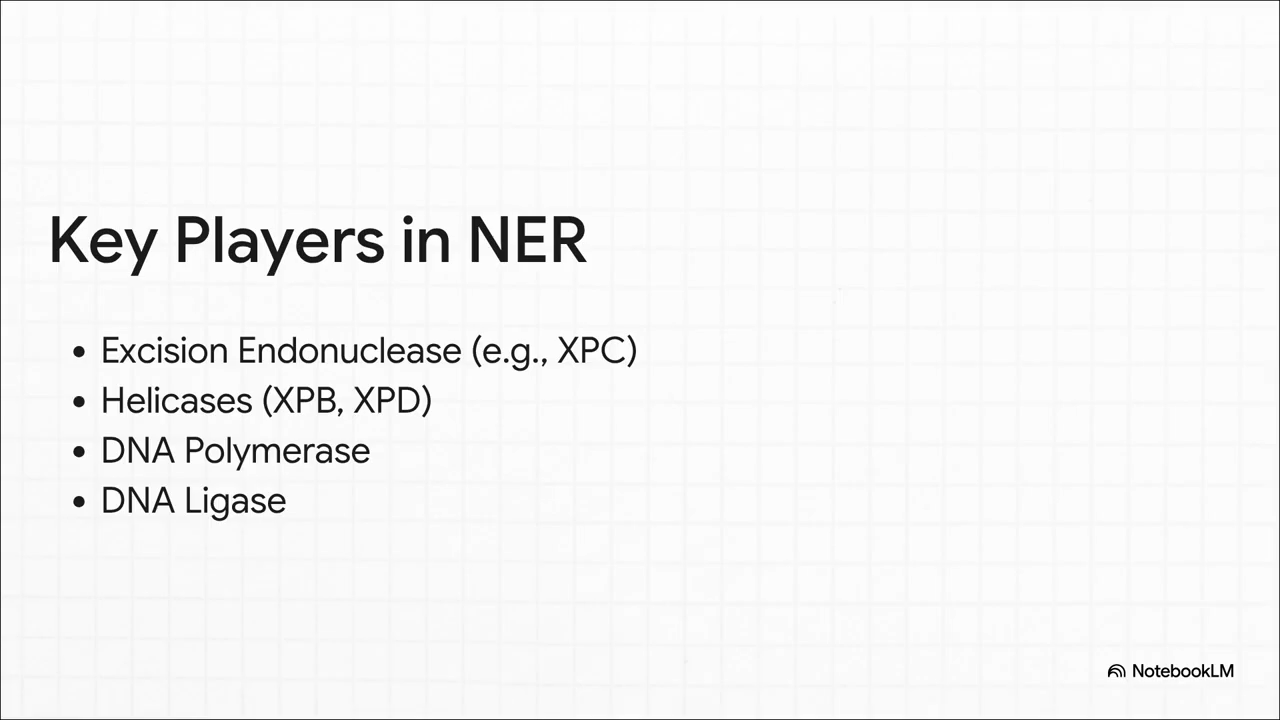 Key Players in NER
• Excision Endonuclease (e.g., XPC)
• Helicases (XPB, XPD)
• DNA Polymerase
• DNA Ligase
NotebookLM